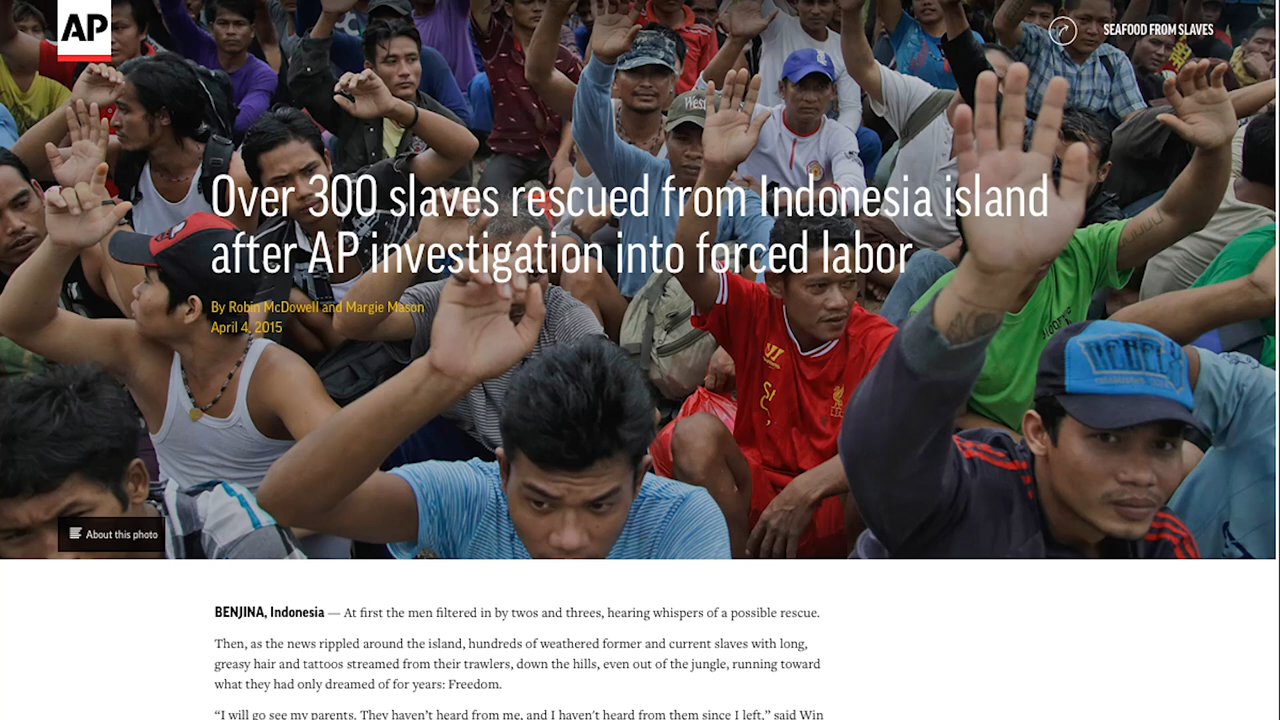 AP
SEAFOOD FROM SLAVES
West
Over 300 slaves rescued from Indonesia island
after AP investigation into forced labor
By Robin McDowell and Margie Mason
April 4, 2015
About this photo
BENJINA, Indonesia — At first the men filtered in by twos and threes, hearing whispers of a possible rescue.
Then, as the news rippled around the island, hundreds of weathered former and current slaves with long,
greasy hair and tattoos streamed from their trawlers, down the hills, even out of the jungle, running toward
what they had only dreamed of for years: Freedom.
“I will go see my parents. They haven’t heard from me, and I haven't heard from them since I left,” said Win